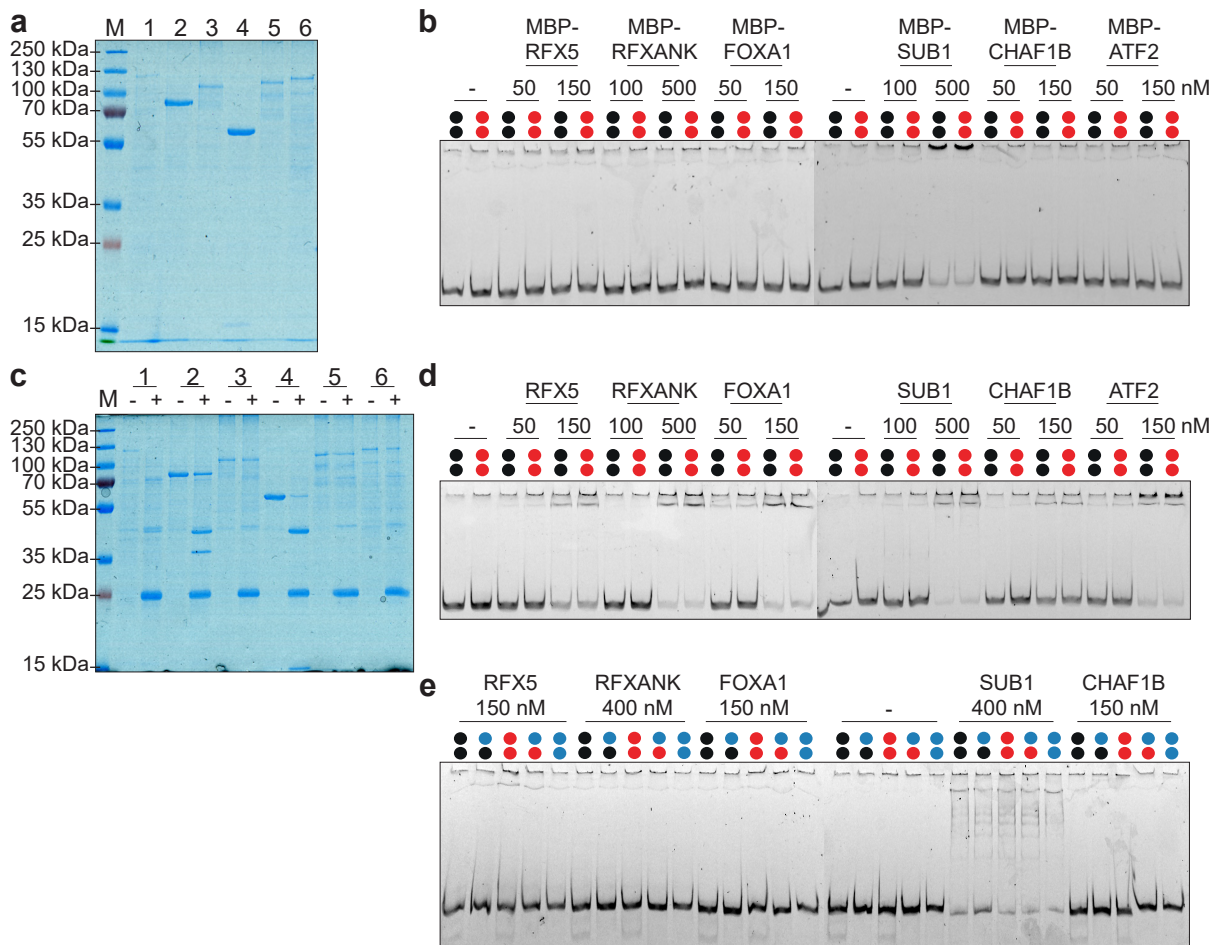 a
M 1 2 3 4 5 6
250 kDa
130 kDa
100 kDa
70 kDa
55 kDa
35 kDa
25 kDa
15 kDa
b
MBP- MBP- MBP- MBP- MBP- MBP-
RFX5 RFXANK FOXA1 SUB1 CHAF1B ATF2
- 50 150 100 500 50 150 - 100 500 50 150 50 150 nM
c
1 2 3 4 5 6
M - + - + - + - + - + - +
250 kDa
130 kDa
100 kDa
70 kDa
55 kDa
35 kDa
25 kDa
15 kDa
d
RFX5 RFXANK FOXA1 SUB1 CHAF1B ATF2
- 50 150 100 500 50 150 - 100 500 50 150 50 150 nM
e
RFX5 RFXANK FOXA1 SUB1 CHAF1B
150 nM 400 nM 150 nM - 400 nM 150 nM